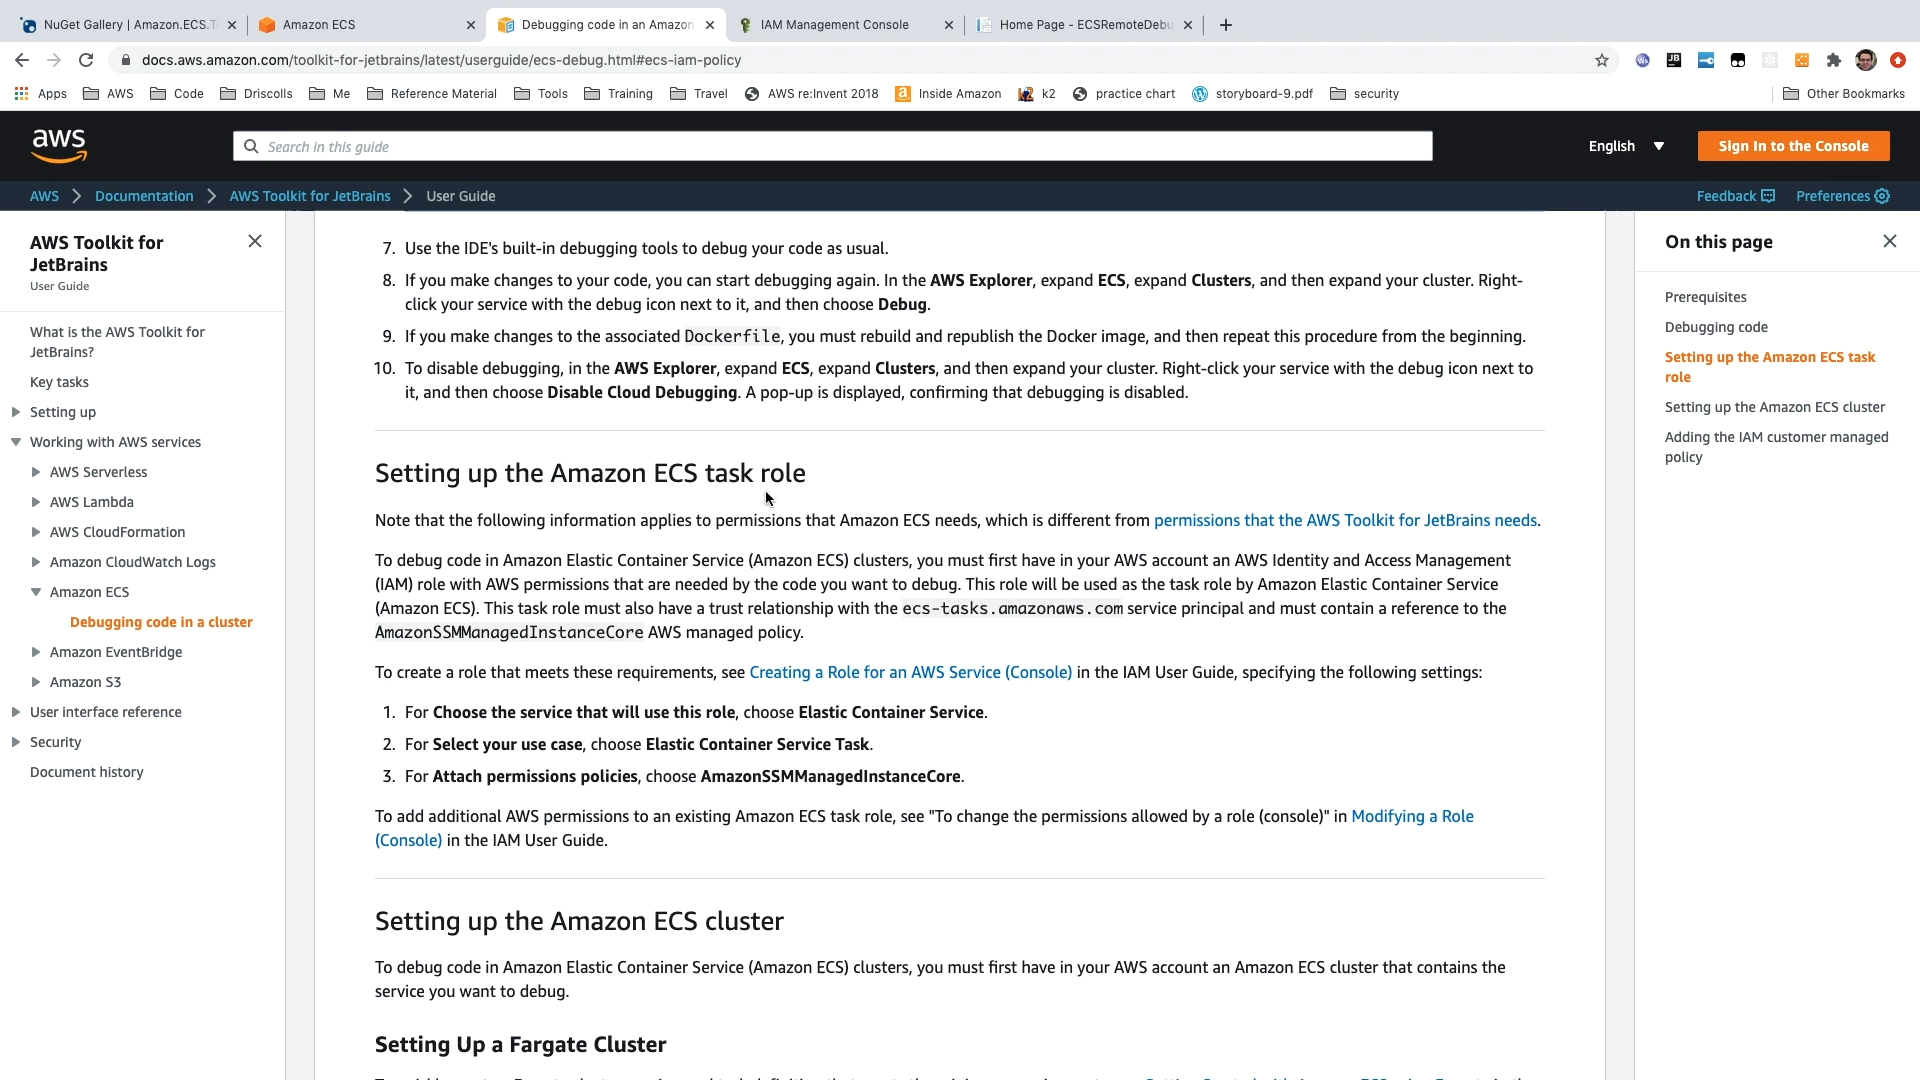 NuGet Gallery | Amazon.ECS.T
Amazon ECS
Debugging code in an Amazon
IAM Management Console
Home Page - ECSRemoteDebu
docs.aws.amazon.com/toolkit-for-jetbrains/latest/userguide/ecs-debug.html#ecs-iam-policy
Apps AWS Code Driscolls Me Reference Material Tools Training Travel AWS re:Invent 2018 Inside Amazon k2 practice chart storyboard-9.pdf security Other Bookmarks
aws
Search in this guide
English
Sign In to the Console
AWS Documentation AWS Toolkit for JetBrains User Guide
Feedback Preferences
AWS Toolkit for
JetBrains
User Guide
What is the AWS Toolkit for
JetBrains?
Key tasks
Setting up
Working with AWS services
AWS Serverless
AWS Lambda
AWS CloudFormation
Amazon CloudWatch Logs
Amazon ECS
Debugging code in a cluster
Amazon EventBridge
Amazon S3
User interface reference
Security
Document history
7. Use the IDE's built-in debugging tools to debug your code as usual.
8. If you make changes to your code, you can start debugging again. In the AWS Explorer, expand ECS, expand Clusters, and then expand your cluster. Right-
click your service with the debug icon next to it, and then choose Debug.
9. If you make changes to the associated Dockerfile, you must rebuild and republish the Docker image, and then repeat this procedure from the beginning.
10. To disable debugging, in the AWS Explorer, expand ECS, expand Clusters, and then expand your cluster. Right-click your service with the debug icon next to
it, and then choose Disable Cloud Debugging. A pop-up is displayed, confirming that debugging is disabled.
Setting up the Amazon ECS task role
Note that the following information applies to permissions that Amazon ECS needs, which is different from permissions that the AWS Toolkit for JetBrains needs.
To debug code in Amazon Elastic Container Service (Amazon ECS) clusters, you must first have in your AWS account an AWS Identity and Access Management
(IAM) role with AWS permissions that are needed by the code you want to debug. This role will be used as the task role by Amazon Elastic Container Service
(Amazon ECS). This task role must also have a trust relationship with the ecs-tasks.amazonaws.com service principal and must contain a reference to the
AmazonSSMManagedInstanceCore AWS managed policy.
To create a role that meets these requirements, see Creating a Role for an AWS Service (Console) in the IAM User Guide, specifying the following settings:
1. For Choose the service that will use this role, choose Elastic Container Service.
2. For Select your use case, choose Elastic Container Service Task.
3. For Attach permissions policies, choose AmazonSSMManagedInstanceCore.
To add additional AWS permissions to an existing Amazon ECS task role, see "To change the permissions allowed by a role (console)" in Modifying a Role
(Console) in the IAM User Guide.
Setting up the Amazon ECS cluster
To debug code in Amazon Elastic Container Service (Amazon ECS) clusters, you must first have in your AWS account an Amazon ECS cluster that contains the
service you want to debug.
Setting Up a Fargate Cluster
On this page
Prerequisites
Debugging code
Setting up the Amazon ECS task
role
Setting up the Amazon ECS cluster
Adding the IAM customer managed
policy